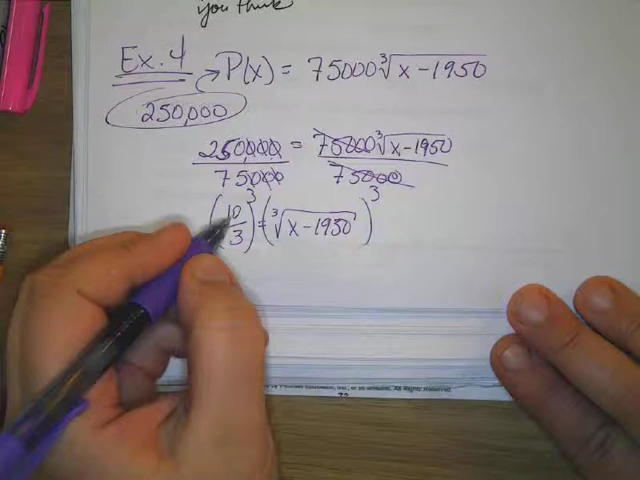 you think
Ex. 4 → P(x) = 75000 ∛(x - 1950)
250,000
250,000 / 75000 = 75000 ∛(x - 1950) / 75000
(10/3)³ = (∛(x - 1950))³